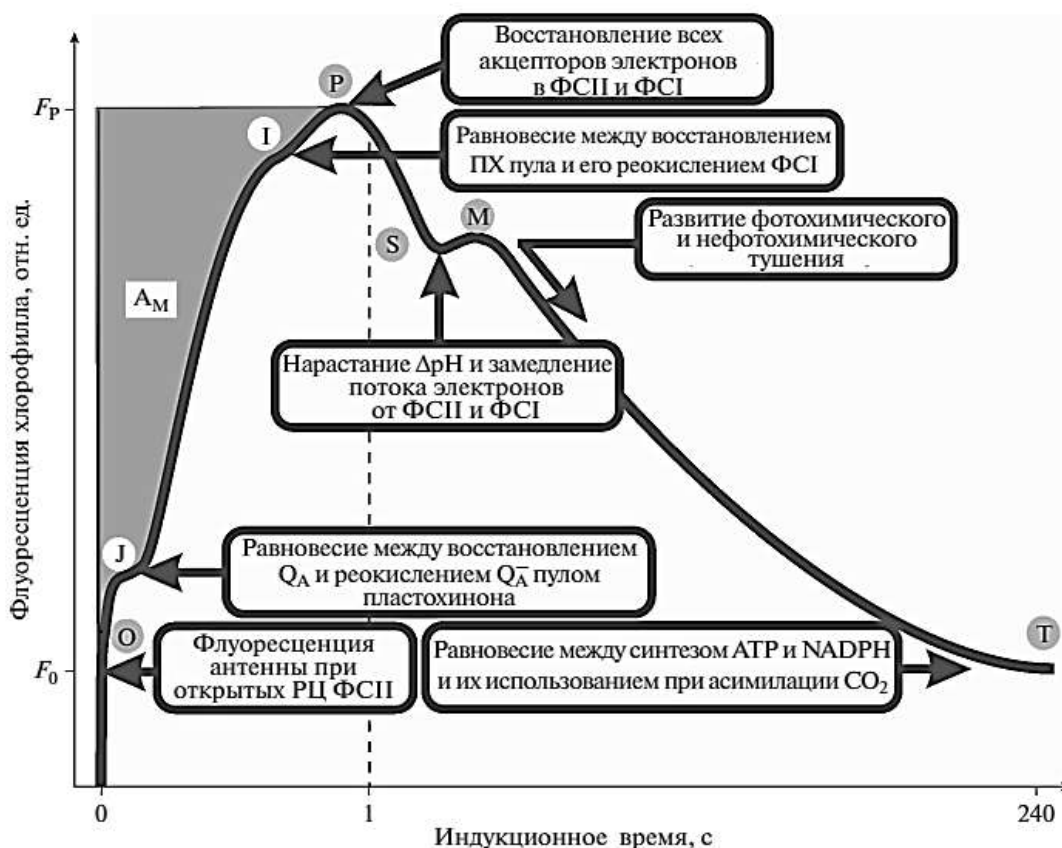 Восстановление всех
акцепторов электронов
в ФСII и ФСI
P
F_P
I
Равновесие между восстановлением
ПХ пула и его реокислением ФСI
M
S
Развитие фотохимического
и нефотохимического
тушения
A_M
Нарастание ΔpH и замедление
потока электронов
от ФСII и ФСI
Флуоресценция хлорофилла, отн. ед.
J
Равновесие между восстановлением
Q_A и реокислением Q_A^– пулом
пластохинона
O
T
Флуоресценция
антенны при
открытых РЦ ФСII
Равновесие между синтезом ATP и NADPH
и их использованием при асимилации CO₂
F_0
0
1
240
Индукционное время, с